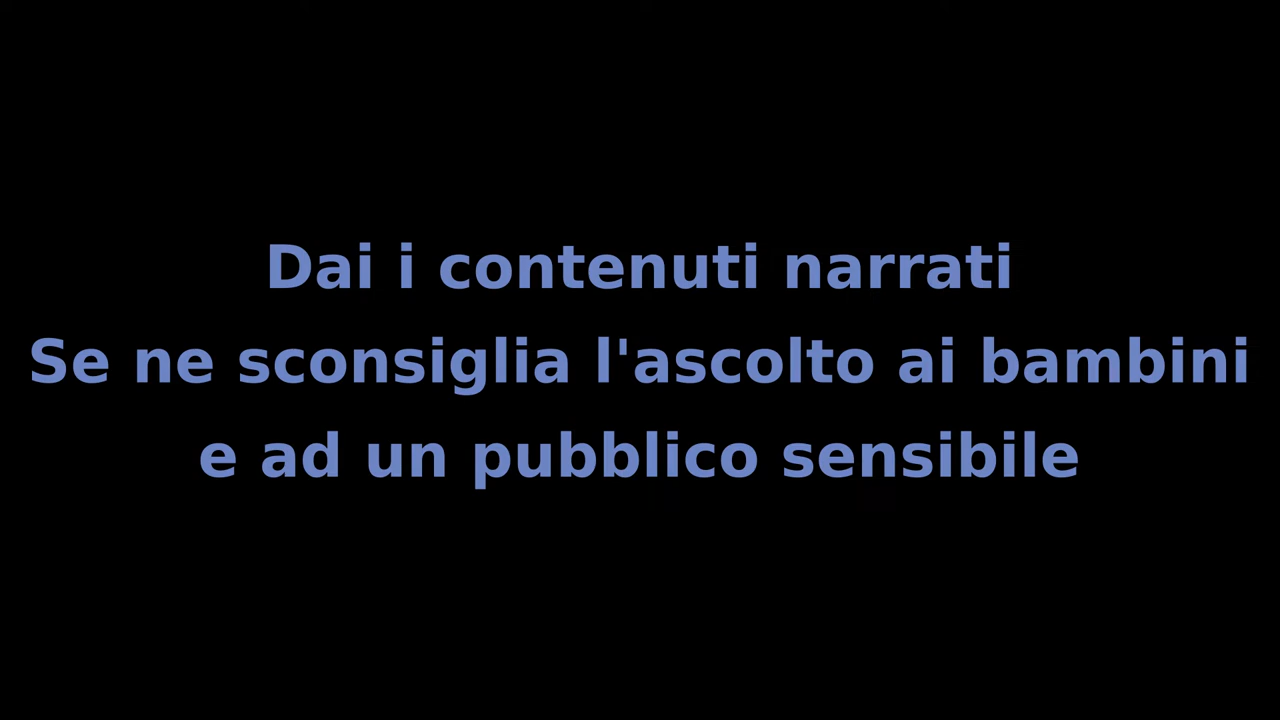 Dai i contenuti narrati
Se ne sconsiglia l'ascolto ai bambini
e ad un pubblico sensibile